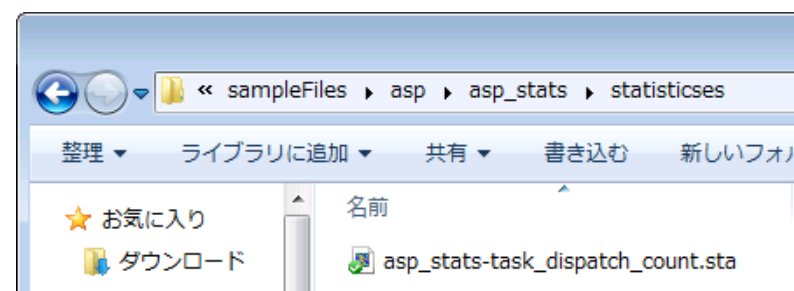 « sampleFiles ▸ asp ▸ asp_stats ▸ statisticses
整理 ▼ ライブラリに追加 ▼ 共有 ▼ 書き込む 新しいフォ
お気に入り
ダウンロード
名前
asp_stats-task_dispatch_count.sta